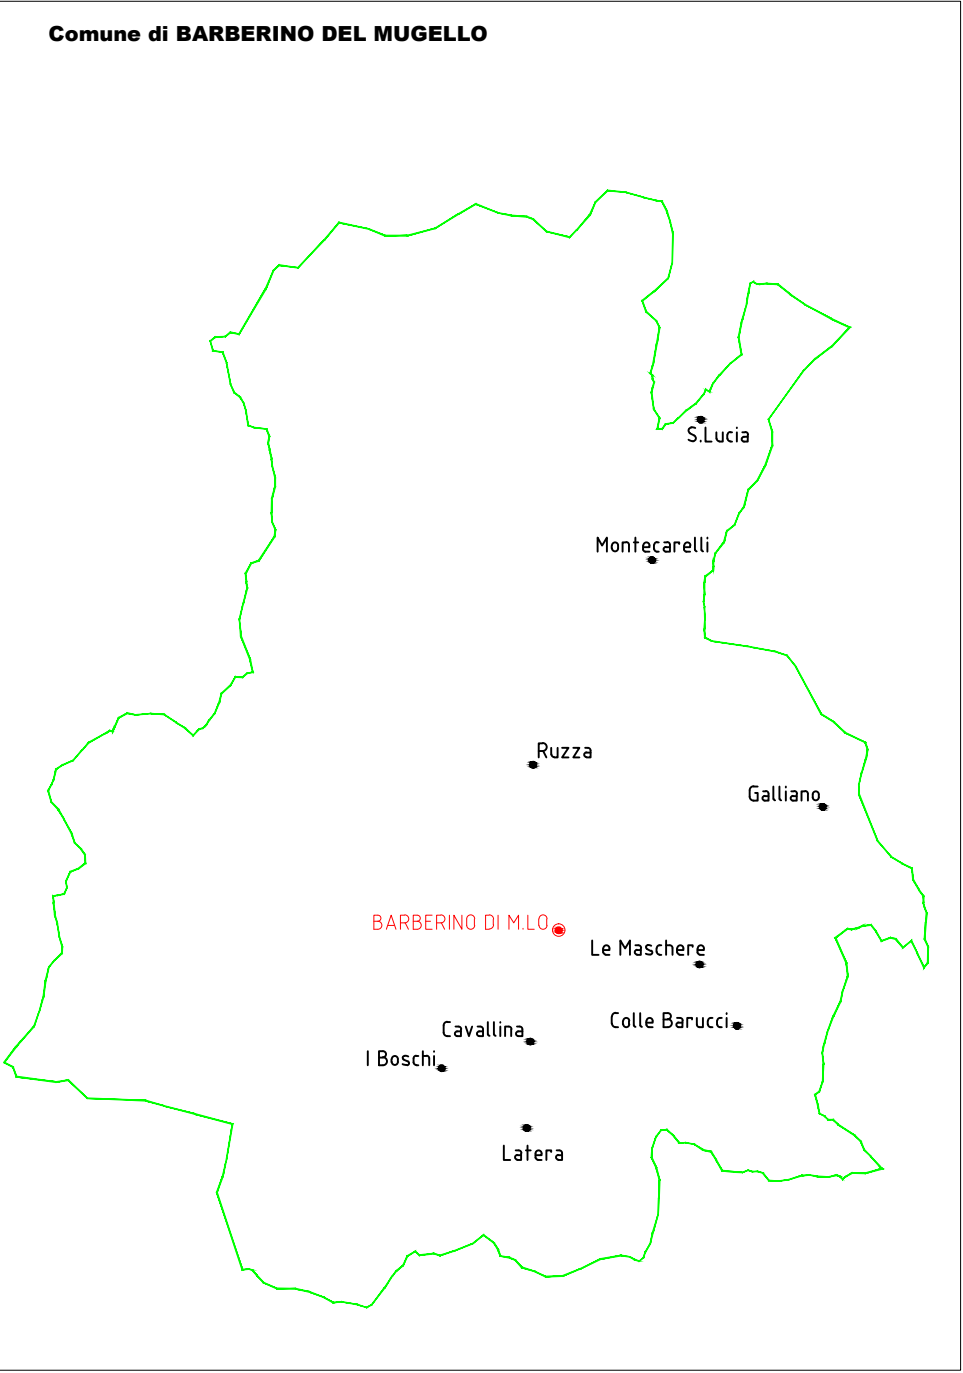 Comune di BARBERINO DEL MUGELLO
S.Lucia
Montecarelli
Ruzza
Galliano
BARBERINO DI M.LO
Le Maschere
Colle Barucci
Cavallina
I Boschi
Latera